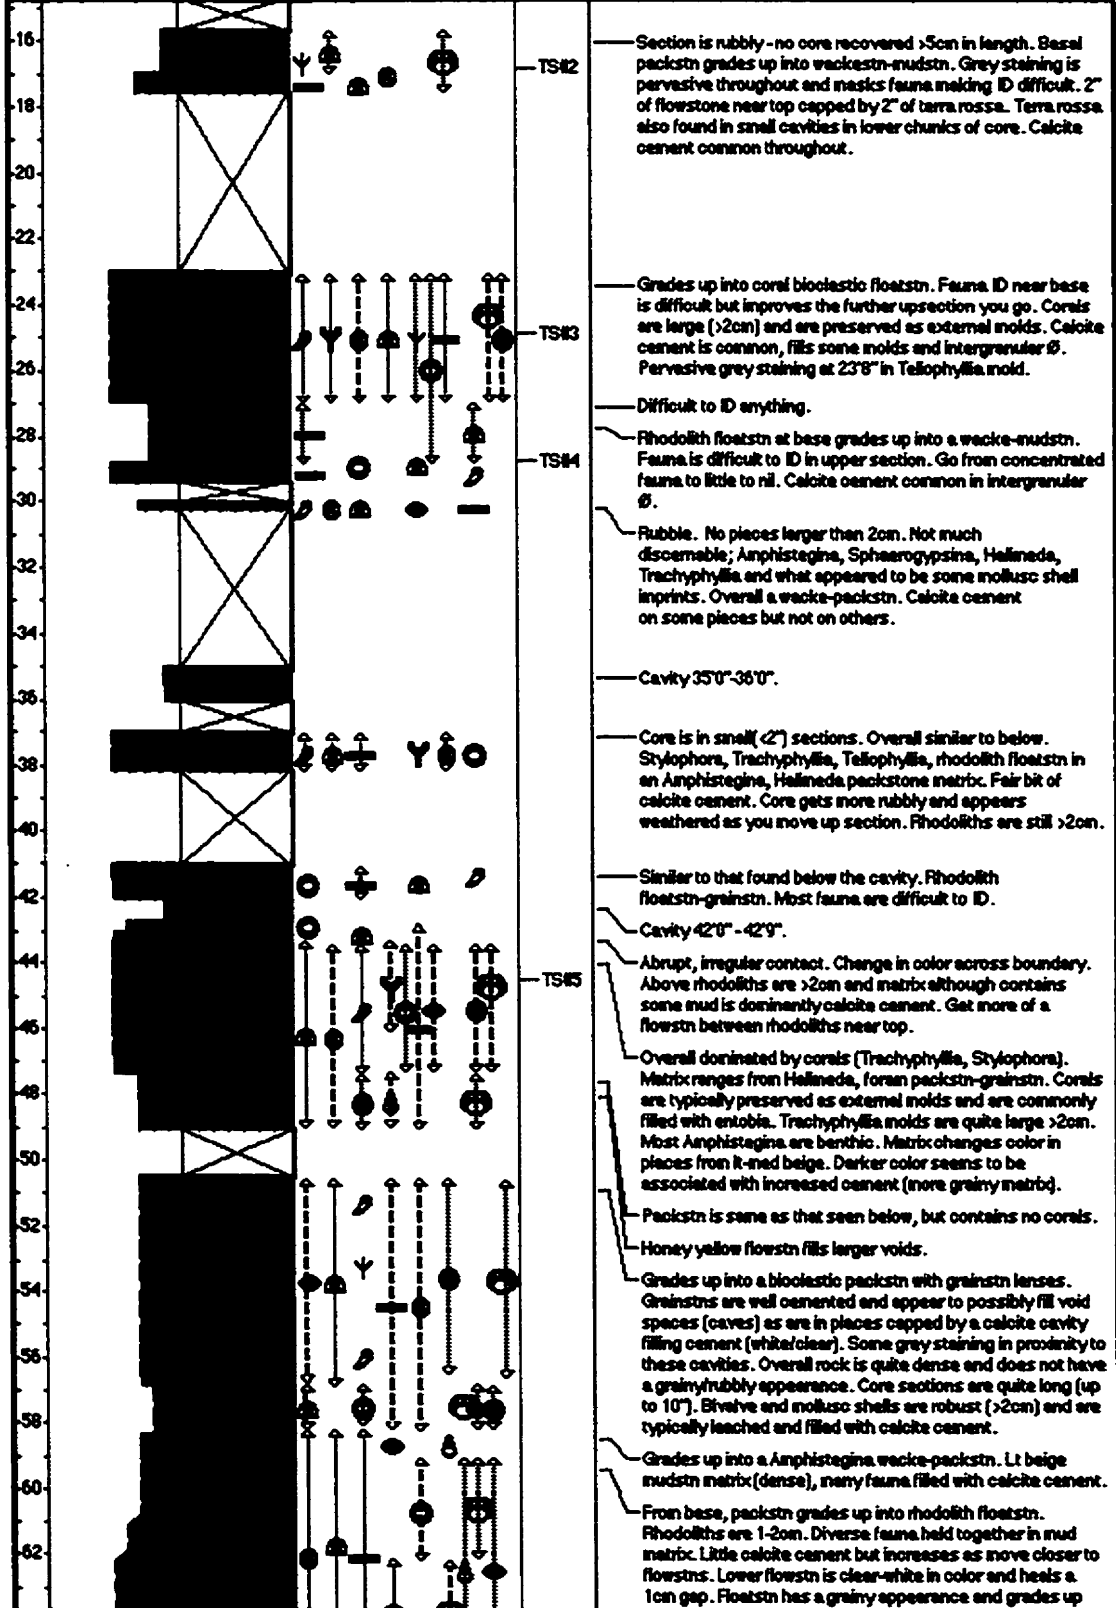 -16
-18
-20
-22
-24
-26
-28
-30
-32
-34
-36
-38
-40
-42
-44
-46
-48
-50
-52
-54
-56
-58
-60
-62
TS#2
TS#3
TS#4
TS#5
Section is rubbly - no core recovered >5cm in length. Basal
packstn grades up into wackestn-mudstn. Grey staining is
pervasive throughout and masks fauna making ID difficult. 2"
of flowstone near top capped by 2" of terra rossa. Terra rossa
also found in small cavities in lower chunks of core. Calcite
cement common throughout.
Grades up into coral bioclastic floatstn. Fauna ID near base
is difficult but improves the further upsection you go. Corals
are large (>2cm) and are preserved as external molds. Calcite
cement is common, fills some molds and intergranular Ø.
Pervasive grey staining at 23'8" in Teliophyllia mold.
Difficult to ID anything.
Rhodolith floatstn at base grades up into a wacke-mudstn.
Fauna is difficult to ID in upper section. Go from concentrated
fauna to little to nil. Calcite cement common in intergranular
Ø.
Rubble. No pieces larger than 2cm. Not much
discernable; Amphistegina, Sphaerogypsina, Halimeda,
Trachyphyllia and what appeared to be some mollusc shell
imprints. Overall a wacke-packstn. Calcite cement
on some pieces but not on others.
Cavity 35'0"-36'0".
Core is in small( <2") sections. Overall similar to below.
Stylophora, Trachyphyllia, Teliophyllia, rhodolith floatstn in
an Amphistegina, Halimeda packstone matrix. Fair bit of
calcite cement. Core gets more rubbly and appears
weathered as you move up section. Rhodoliths are still >2cm.
Similar to that found below the cavity. Rhodolith
floatstn-grainstn. Most fauna are difficult to ID.
Cavity 42'0" - 42'9".
Abrupt, irregular contact. Change in color across boundary.
Above rhodoliths are >2cm and matrix although contains
some mud is dominantly calcite cement. Get more of a
flowstn between rhodoliths near top.
Overall dominated by corals (Trachyphyllia, Stylophora).
Matrix ranges from Halimeda, foram packstn-grainstn. Corals
are typically preserved as external molds and are commonly
filled with entobia. Trachyphyllia molds are quite large >2cm.
Most Amphistegina are benthic. Matrix changes color in
places from lt-med beige. Darker color seems to be
associated with increased cement (more grainy matrix).
Packstn is same as that seen below, but contains no corals.
Honey yellow flowstn fills larger voids.
Grades up into a bioclastic packstn with grainstn lenses.
Grainstns are well cemented and appear to possibly fill void
spaces (caves) as are in places capped by a calcite cavity
filling cement (white/clear). Some grey staining in proximity to
these cavities. Overall rock is quite dense and does not have
a grainy/rubbly appearance. Core sections are quite long (up
to 10"). Bivalve and mollusc shells are robust (>2cm) and are
typically leached and filled with calcite cement.
Grades up into a Amphistegina wacke-packstn. Lt beige
mudstn matrix (dense), many fauna filled with calcite cement.
From base, packstn grades up into rhodolith floatstn.
Rhodoliths are 1-2cm. Diverse fauna held together in mud
matrix. Little calcite cement but increases as move closer to
flowstns. Lower flowstn is clear-white in color and heals a
1cm gap. Floatstn has a grainy appearance and grades up